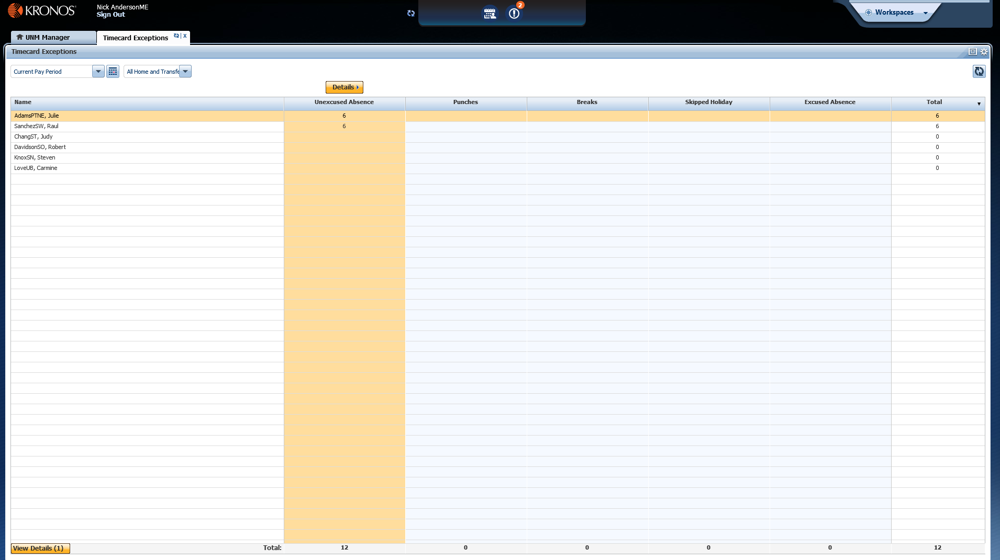 KRONOS®
Nick AndersonME
Sign Out
2
Workspaces
UNM Manager
Timecard Exceptions
x
Timecard Exceptions
Current Pay Period
All Home and Transfe
Details
Name Unexcused Absence Punches Breaks Skipped Holiday Excused Absence Total
AdamsPTNE, Julie 6 6
SanchezSW, Raul 6 6
ChangST, Judy 0
DavidsonSO, Robert 0
KnoxSN, Steven 0
LoveUB, Carmine 0
View Details (1) Total: 12 0 0 0 0 12